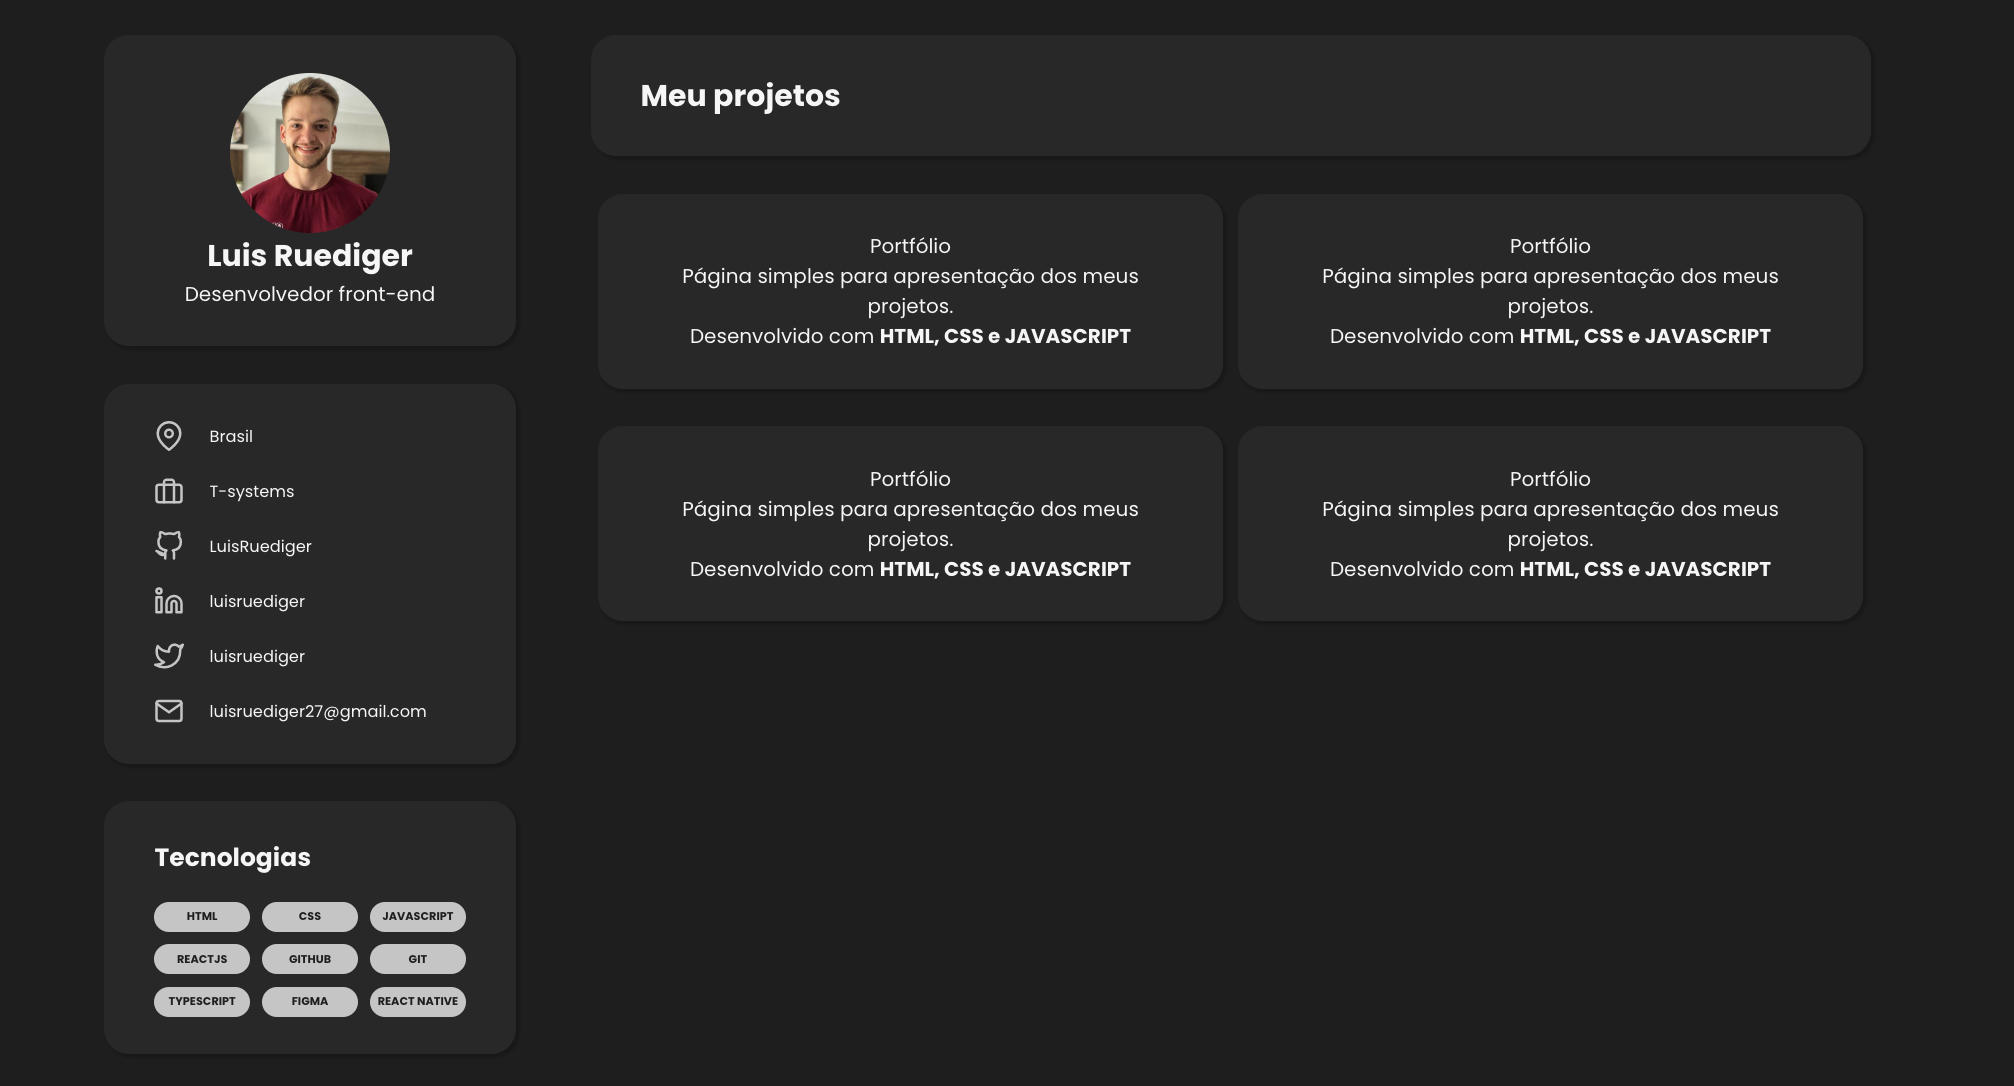 Luis Ruediger
Desenvolvedor front-end
Brasil
T-systems
LuisRuediger
luisruediger
luisruediger
luisruediger27@gmail.com
Tecnologias
HTML
CSS
JAVASCRIPT
REACTJS
GITHUB
GIT
TYPESCRIPT
FIGMA
REACT NATIVE
Meu projetos
Portfólio
Página simples para apresentação dos meus
projetos.
Desenvolvido com HTML, CSS e JAVASCRIPT
Portfólio
Página simples para apresentação dos meus
projetos.
Desenvolvido com HTML, CSS e JAVASCRIPT
Portfólio
Página simples para apresentação dos meus
projetos.
Desenvolvido com HTML, CSS e JAVASCRIPT
Portfólio
Página simples para apresentação dos meus
projetos.
Desenvolvido com HTML, CSS e JAVASCRIPT